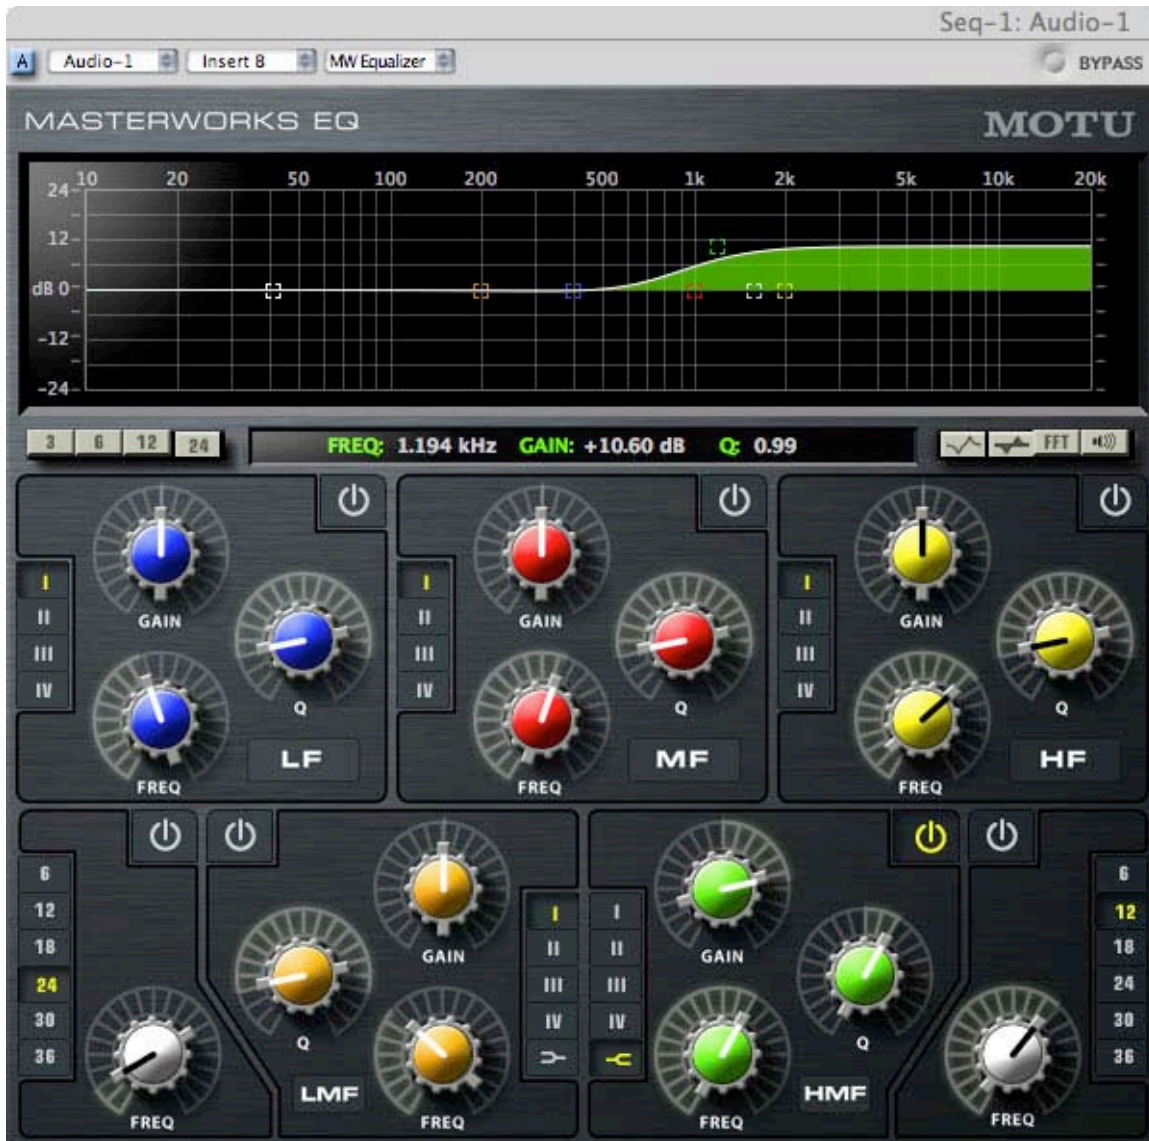 Seq-1: Audio-1
A Audio-1 Insert 8 MW Equalizer BYPASS
MASTERWORKS EQ MOTU
10 20 50 100 200 500 1k 2k 5k 10k 20k
24
12
dB 0
-12
-24
3 6 12 24 FREQ: 1.194 kHz GAIN: +10.60 dB Q: 0.99 FFT
I
II
III
IV
GAIN
Q
FREQ
LF
I
II
III
IV
GAIN
Q
FREQ
MF
I
II
III
IV
GAIN
Q
FREQ
HF
6
12
18
24
30
36
FREQ
GAIN
Q
LMF
FREQ
I
II
III
IV
I
II
III
IV
GAIN
Q
FREQ
HMF
FREQ
6
12
18
24
30
36